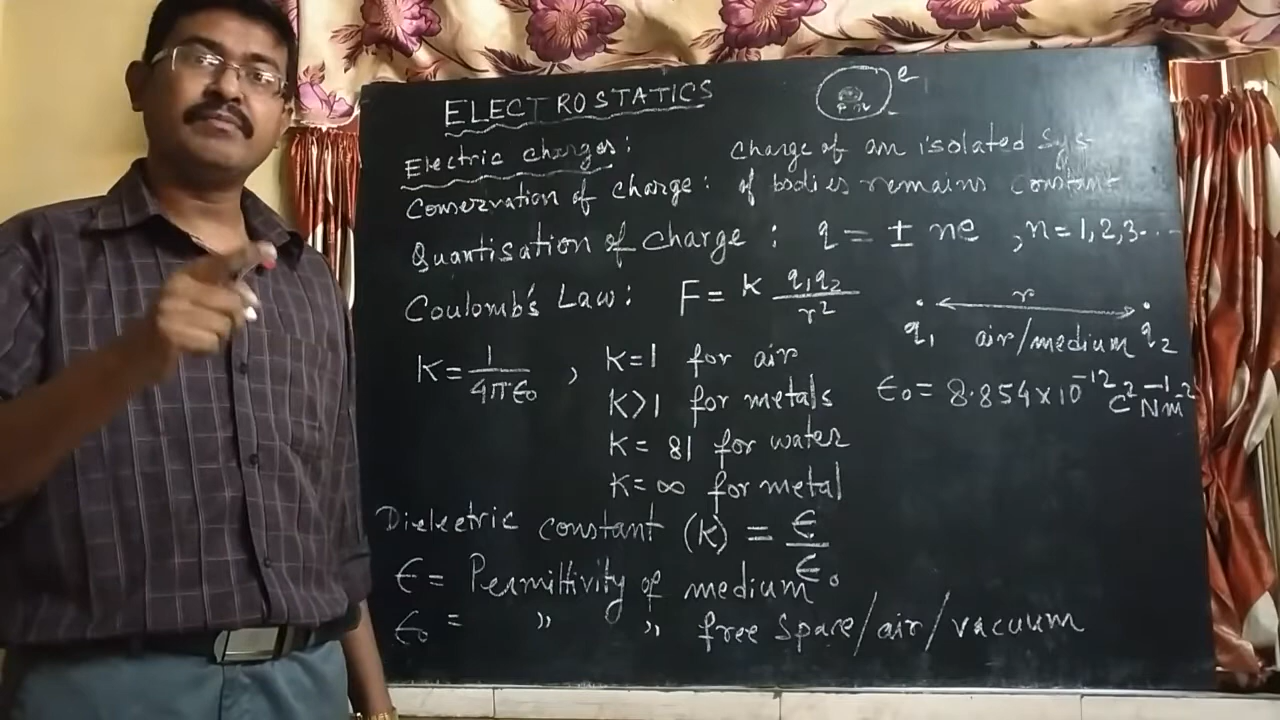 ELECTROSTATICS
e
P n
Electric charges:
Conservation of charge: charge of an isolated sys-
of bodies remains constant
Quantisation of charge : q = ± ne , n = 1, 2, 3 ...
Coulomb's Law: F = K q1q2 / r²
r
q1 air/medium q2
K = 1 / 4πϵ₀ , K=1 for air
K>1 for metals
K = 81 for water
K = ∞ for metal
ϵ₀ = 8.854 × 10⁻¹² C² N⁻¹ m⁻²
Dielectric constant (K) = ϵ / ϵ₀
ϵ = Permittivity of medium
ϵ₀ = ,, ,, free space/air/vacuum